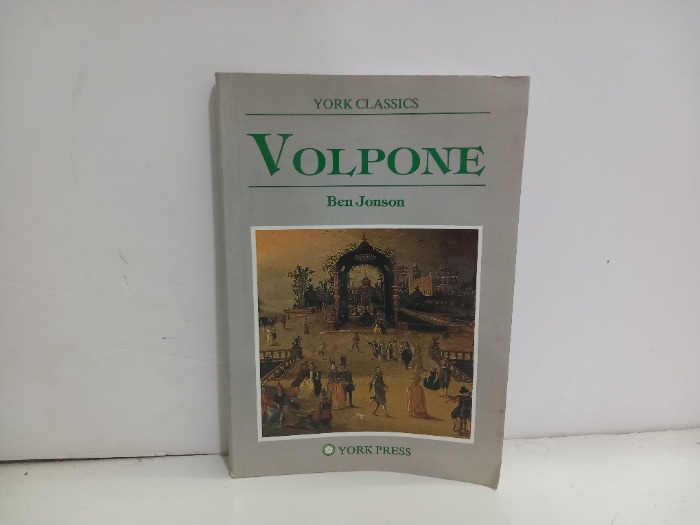 YORK CLASSICS
VOLPONE
Ben Jonson
YORK PRESS